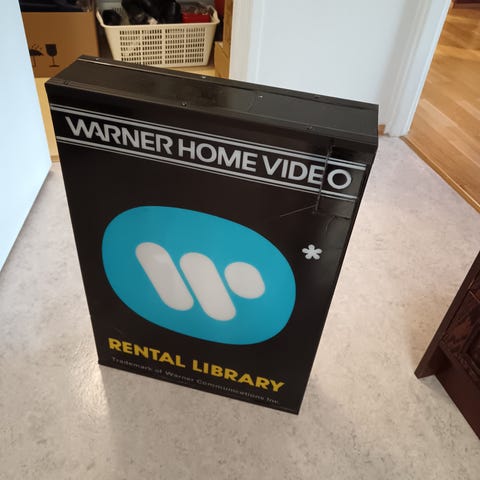 WARNER HOME VIDEO
*
RENTAL LIBRARY
Trademark of Warner Communications Inc.